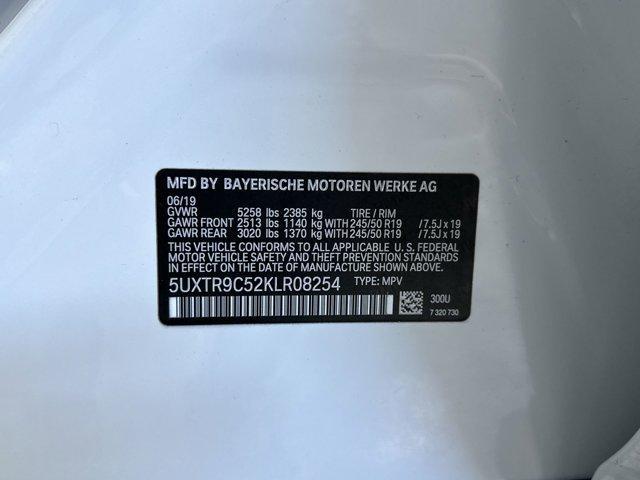 MFD BY BAYERISCHE MOTOREN WERKE AG
06/19
GVWR 5258 lbs 2385 kg TIRE / RIM
GAWR FRONT 2513 lbs 1140 kg WITH 245/50 R19 / 7.5J x 19
GAWR REAR 3020 lbs 1370 kg WITH 245/50 R19 / 7.5J x 19
THIS VEHICLE CONFORMS TO ALL APPLICABLE U. S. FEDERAL
MOTOR VEHICLE SAFETY AND THEFT PREVENTION STANDARDS
IN EFFECT ON THE DATE OF MANUFACTURE SHOWN ABOVE.
5UXTR9C52KLR08254 TYPE: MPV
300U
7 320 730